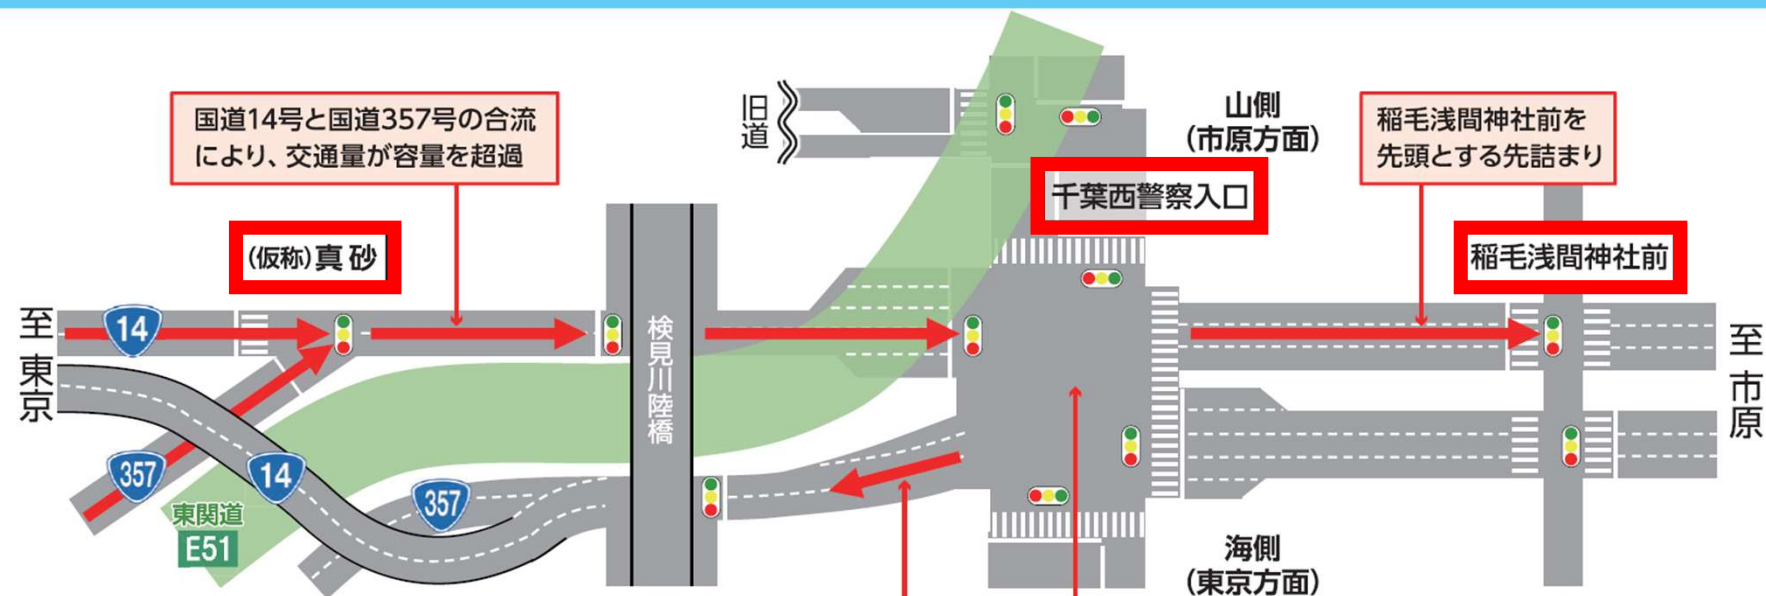 国道14号と国道357号の合流
により、交通量が容量を超過
旧道
山側
(市原方面)
稲毛浅間神社前を
先頭とする先詰まり
千葉西警察入口
(仮称)真砂
稲毛浅間神社前
至東京
14
検見川陸橋
至市原
357
14
357
東関道
E51
海側
(東京方面)